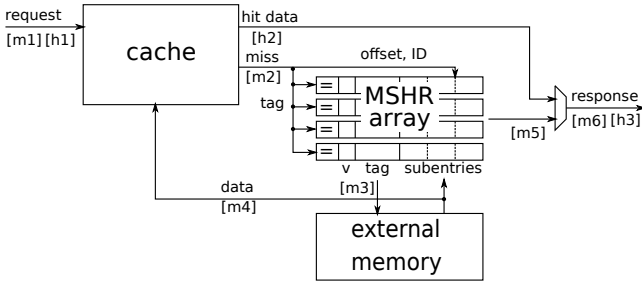 request
[m1] [h1]
cache
hit data
[h2]
miss
[m2]
offset, ID
tag
=
=
=
=
MSHR
array
v tag subentries
[m3]
[m5]
response
[m6] [h3]
data
[m4]
external
memory